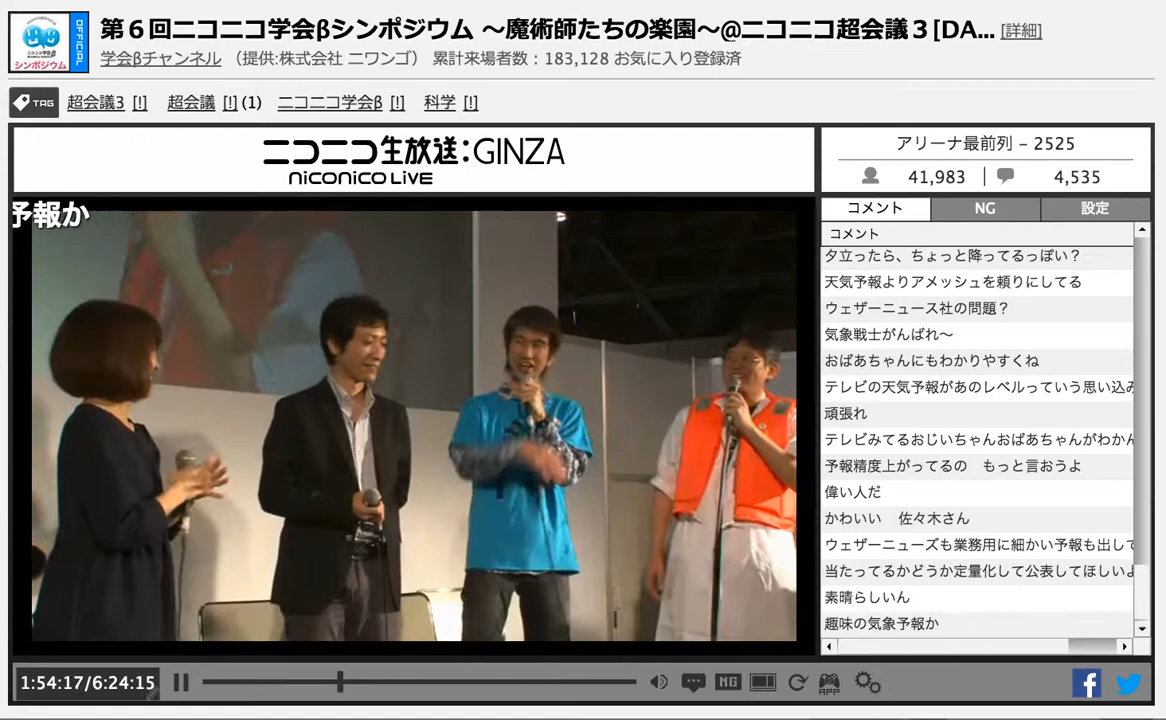 第６回ニコニコ学会βシンポジウム ～魔術師たちの楽園～@ニコニコ超会議３[DA... [詳細]
OFFICIAL
シンポジウム
学会βチャンネル （提供:株式会社 ニワンゴ） 累計来場者数：183,128 お気に入り登録済
TAG 超会議3 [!] 超会議 [!] (1) ニコニコ学会β [!] 科学 [!]
ニコニコ生放送:GINZA
niconico Live
アリーナ最前列 − 2525
41,983 | 4,535
コメント NG 設定
コメント
予報か
夕立ったら、ちょっと降ってるっぽい？
天気予報よりアメッシュを頼りにしてる
ウェザーニュース社の問題？
気象戦士がんばれ～
おばあちゃんにもわかりやすくね
テレビの天気予報があのレベルっていう思い込み
頑張れ
テレビみてるおじいちゃんおばあちゃんがわかん
予報精度上がってるの　もっと言おうよ
偉い人だ
かわいい　佐々木さん
ウェザーニューズも業務用に細かい予報も出して
当たってるかどうか定量化して公表してほしいよ
素晴らしいん
趣味の気象予報か
1:54:17/6:24:15 NG APP